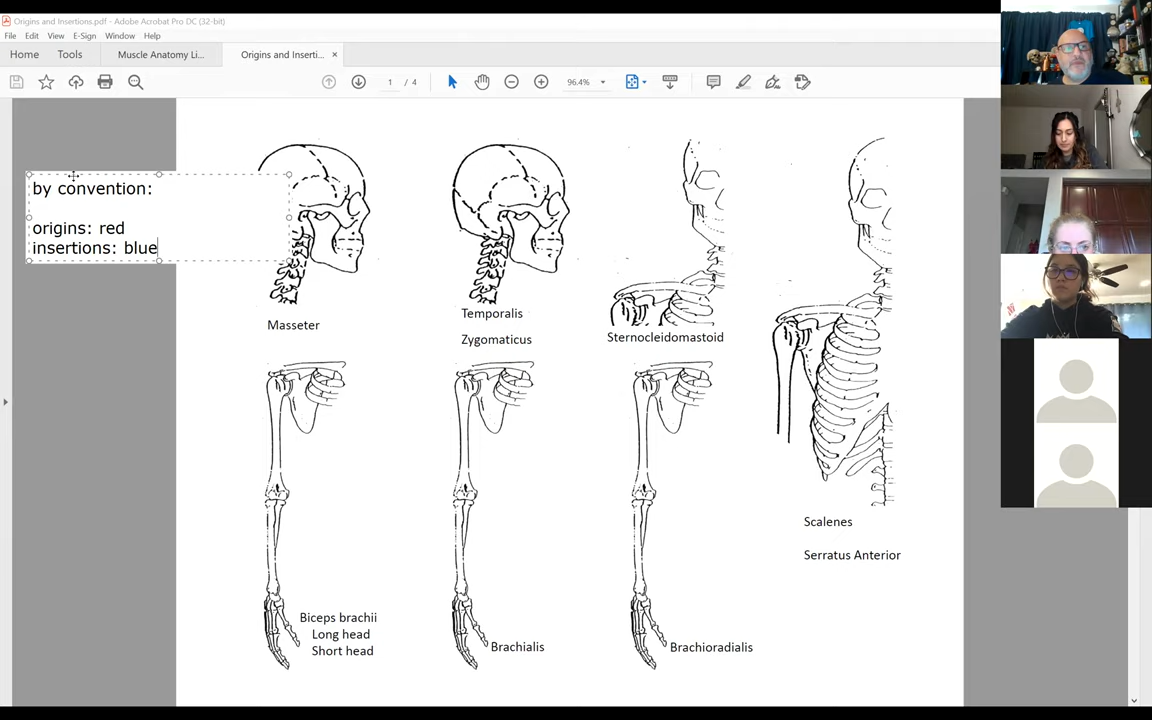 Origins and Insertions.pdf - Adobe Acrobat Pro DC (32-bit)
File Edit View E-Sign Window Help
Home Tools Muscle Anatomy Li... Origins and Inserti... ×
1 / 4 96.4%
by convention:
origins: red
insertions: blue
Masseter
Temporalis
Zygomaticus
Sternocleidomastoid
Scalenes
Serratus Anterior
Biceps brachii
Long head
Short head
Brachialis
Brachioradialis